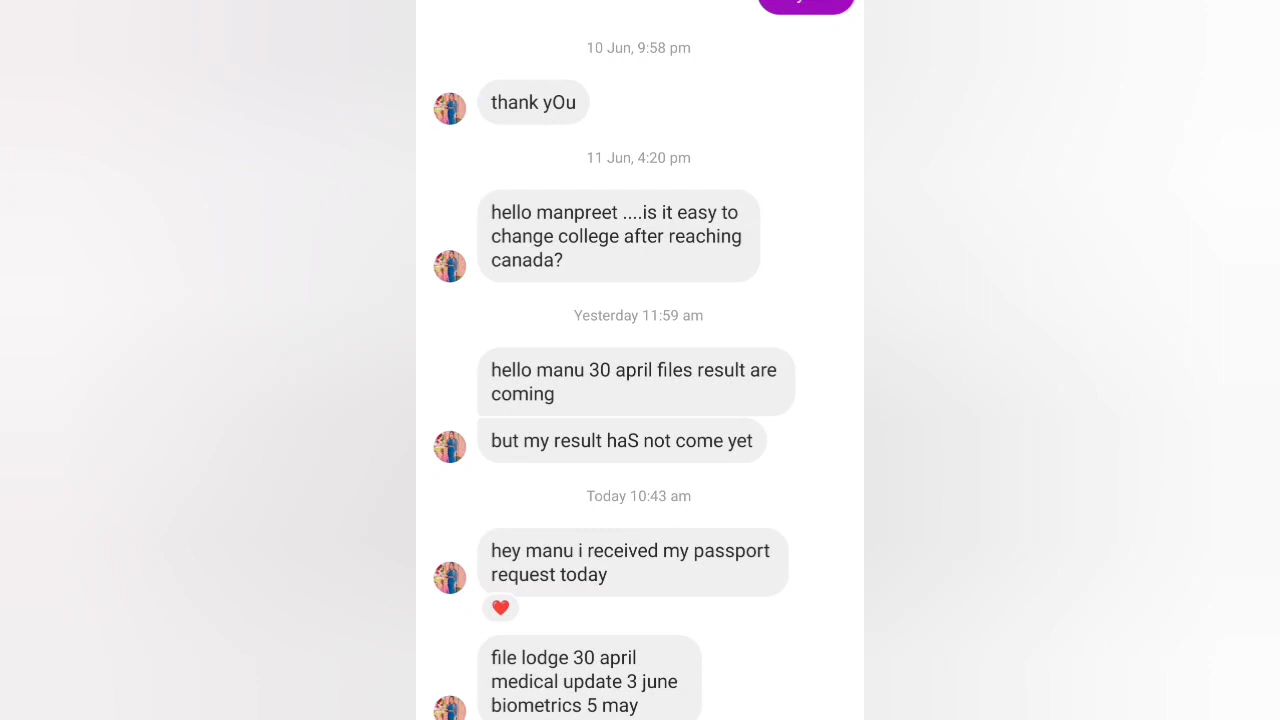 10 Jun, 9:58 pm
thank yOu
11 Jun, 4:20 pm
hello manpreet ....is it easy to
change college after reaching
canada?
Yesterday 11:59 am
hello manu 30 april files result are
coming
but my result haS not come yet
Today 10:43 am
hey manu i received my passport
request today
file lodge 30 april
medical update 3 june
biometrics 5 may